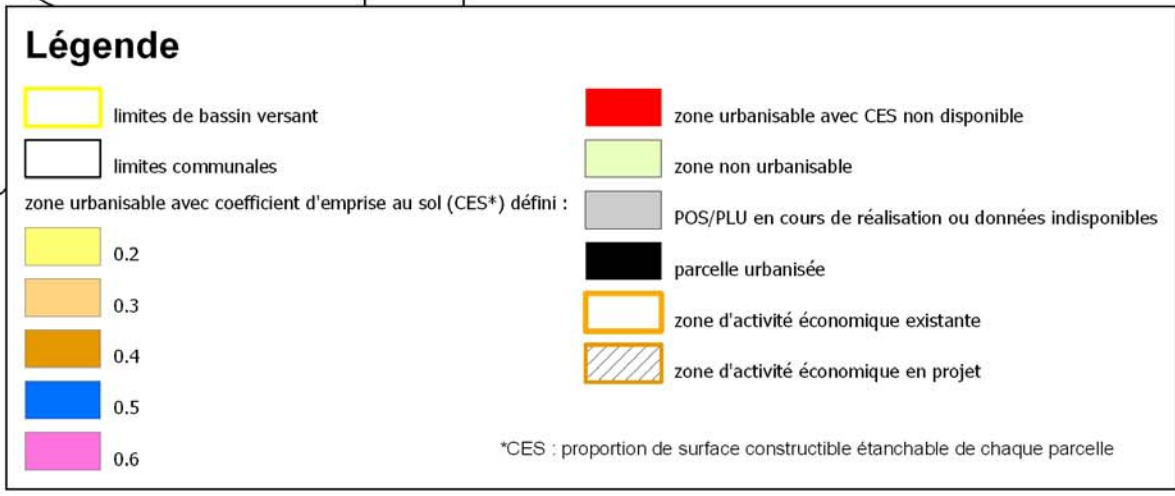 Légende
limites de bassin versant
limites communales
zone urbanisable avec coefficient d'emprise au sol (CES*) défini :
0.2
0.3
0.4
0.5
0.6
zone urbanisable avec CES non disponible
zone non urbanisable
POS/PLU en cours de réalisation ou données indisponibles
parcelle urbanisée
zone d'activité économique existante
zone d'activité économique en projet
*CES : proportion de surface constructible étanchable de chaque parcelle